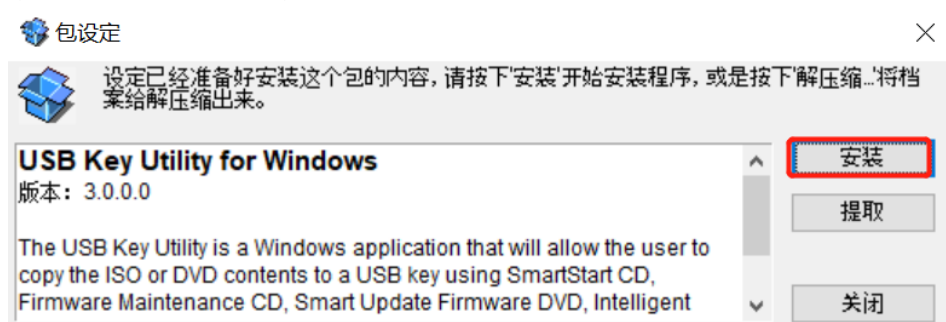 包设定
设定已经准备好安装这个包的内容，请按下'安装'开始安装程序，或是按下'解压缩...'将档
案给解压缩出来。
USB Key Utility for Windows
版本：3.0.0.0
The USB Key Utility is a Windows application that will allow the user to
copy the ISO or DVD contents to a USB key using SmartStart CD,
Firmware Maintenance CD, Smart Update Firmware DVD, Intelligent
安装
提取
关闭